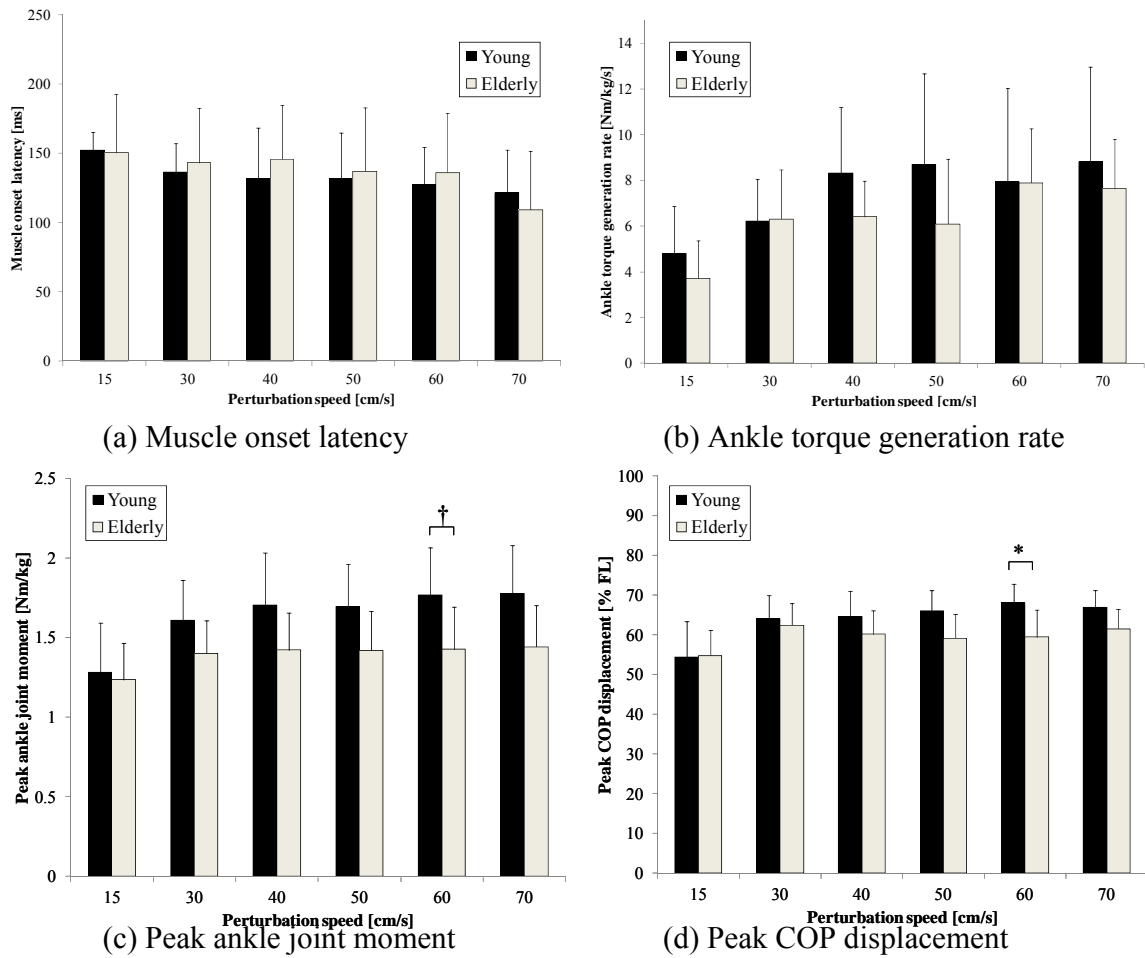 250
200
150
100
50
0
Muscle onset latency [ms]
Young
Elderly
15 30 40 50 60 70
Perturbation speed [cm/s]
(a) Muscle onset latency
14
12
10
8
6
4
2
0
Ankle torque generation rate [Nm/kg/s]
Young
Elderly
15 30 40 50 60 70
Perturbation speed [cm/s]
(b) Ankle torque generation rate
2.5
2
1.5
1
0.5
0
Peak ankle joint moment [Nm/kg]
Young
Elderly
†
15 30 40 50 60 70
Perturbation speed [cm/s]
(c) Peak ankle joint moment
100
90
80
70
60
50
40
30
20
10
0
Peak COP displacement [% FL]
Young
Elderly
*
15 30 40 50 60 70
Perturbation speed [cm/s]
(d) Peak COP displacement